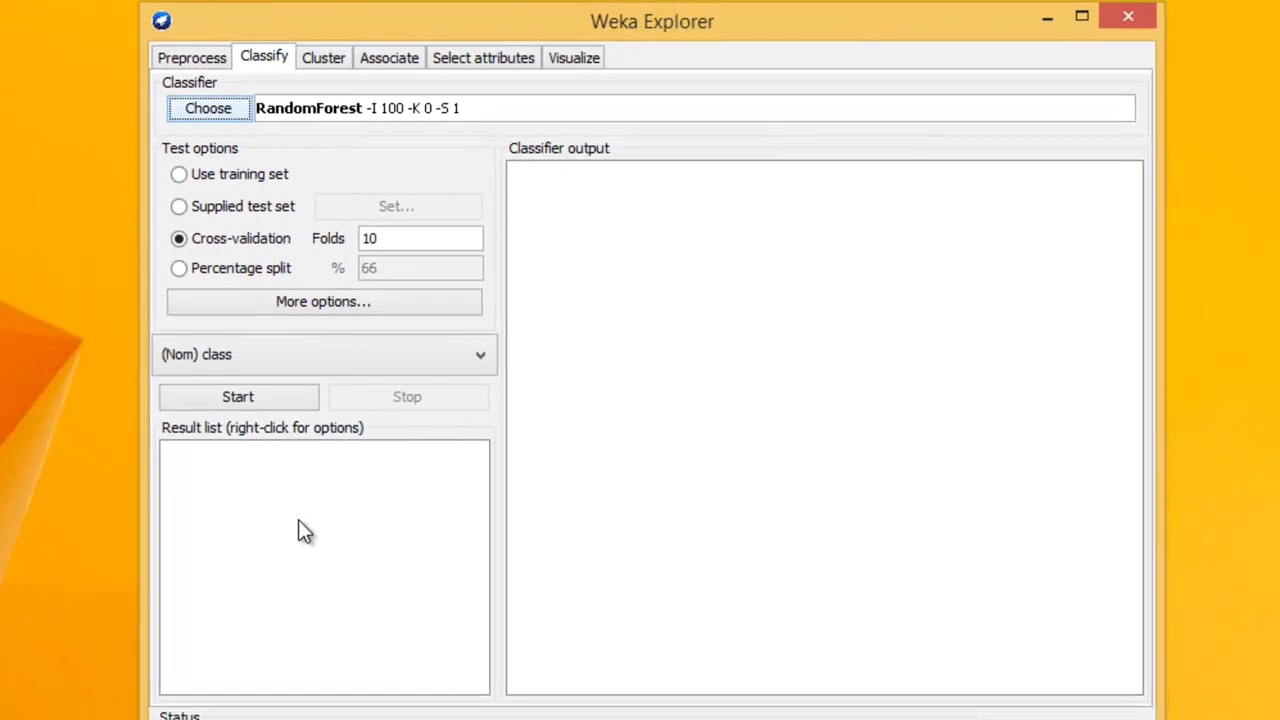 Weka Explorer
Preprocess Classify Cluster Associate Select attributes Visualize
Classifier
Choose RandomForest -I 100 -K 0 -S 1
Test options
Use training set
Supplied test set Set...
Cross-validation Folds 10
Percentage split % 66
More options...
(Nom) class
Start Stop
Result list (right-click for options)
Classifier output
Status